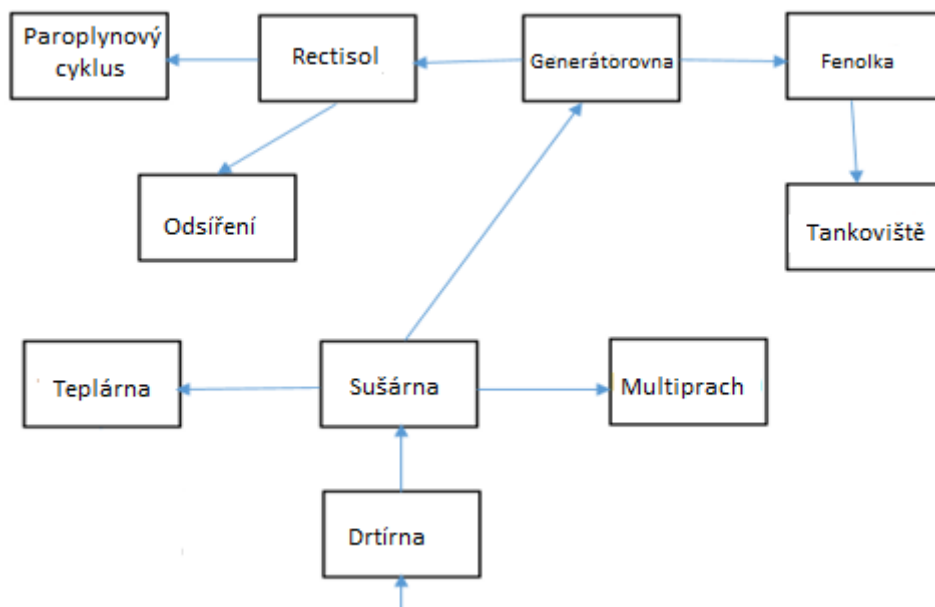 Paroplynový
cyklus
Rectisol
Generátorovna
Fenolka
Odsíření
Tankoviště
Teplárna
Sušárna
Multiprach
Drtírna